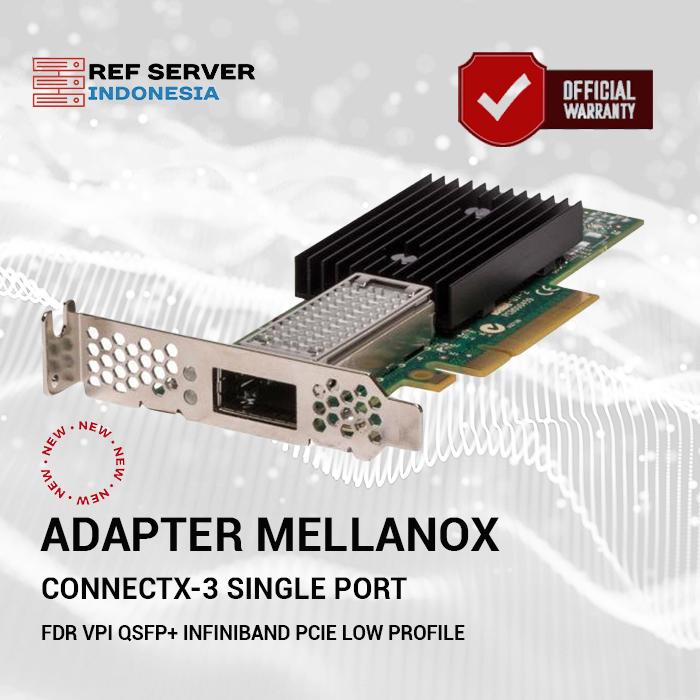 REF SERVER
INDONESIA
OFFICIAL
WARRANTY
NEW • NEW • NEW • NEW • NEW •
ADAPTER MELLANOX
CONNECTX-3 SINGLE PORT
FDR VPI QSFP+ INFINIBAND PCIE LOW PROFILE